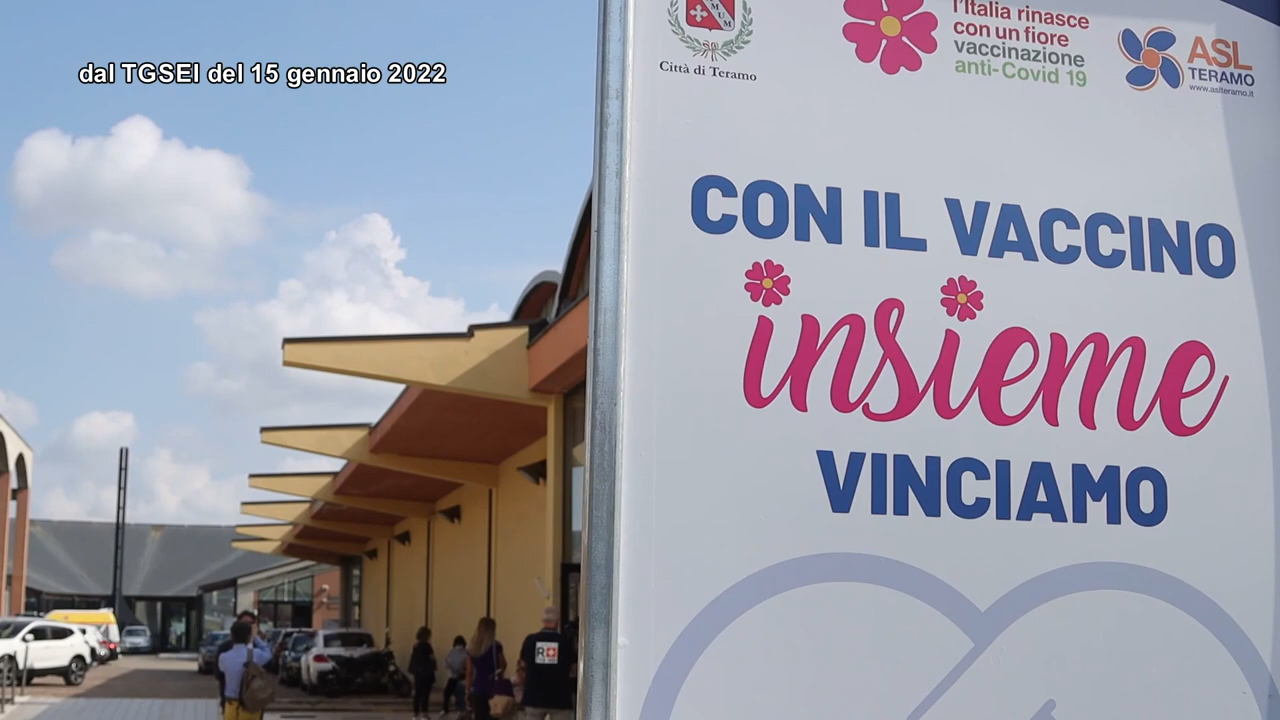 dal TGSEI del 15 gennaio 2022
Città di Teramo
l'Italia rinasce
con un fiore
vaccinazione
anti-Covid 19
ASL
TERAMO
www.aslteramo.it
CON IL VACCINO
insieme
VINCIAMO